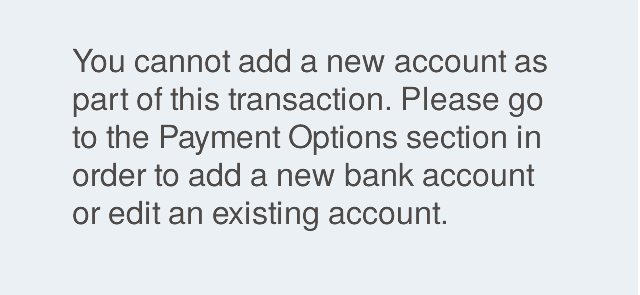 You cannot add a new account as
part of this transaction. Please go
to the Payment Options section in
order to add a new bank account
or edit an existing account.